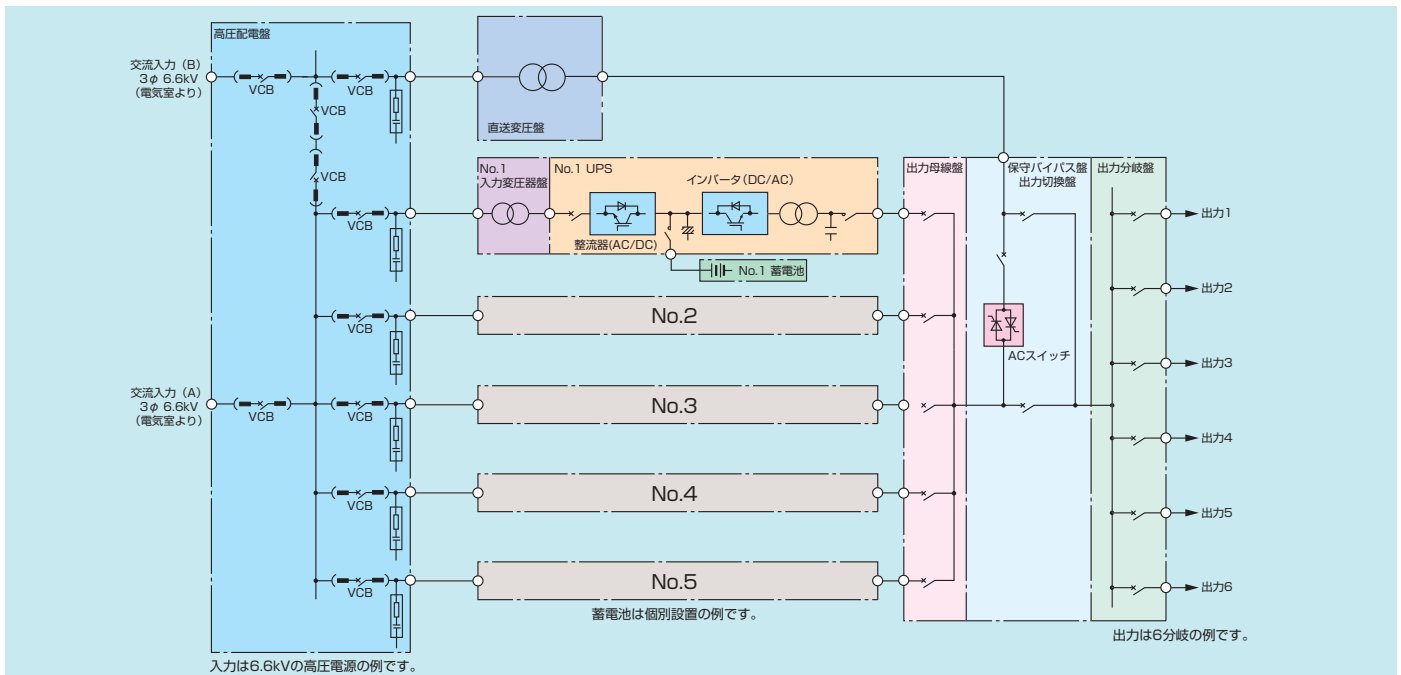 高圧配電盤
交流入力（B）
3φ 6.6kV
（電気室より）
VCB
VCB
VCB
VCB
直送変圧盤
No.1
入力変圧器盤
No.1 UPS
インバータ（DC/AC）
整流器(AC/DC)
No.1 蓄電池
VCB
出力母線盤
保守バイパス盤
出力切換盤
出力分岐盤
出力1
出力2
No.2
VCB
ACスイッチ
出力3
交流入力（A）
3φ 6.6kV
（電気室より）
VCB
VCB
No.3
出力4
No.4
VCB
出力5
No.5
VCB
出力6
蓄電池は個別設置の例です。
出力は6分岐の例です。
入力は6.6kVの高圧電源の例です。